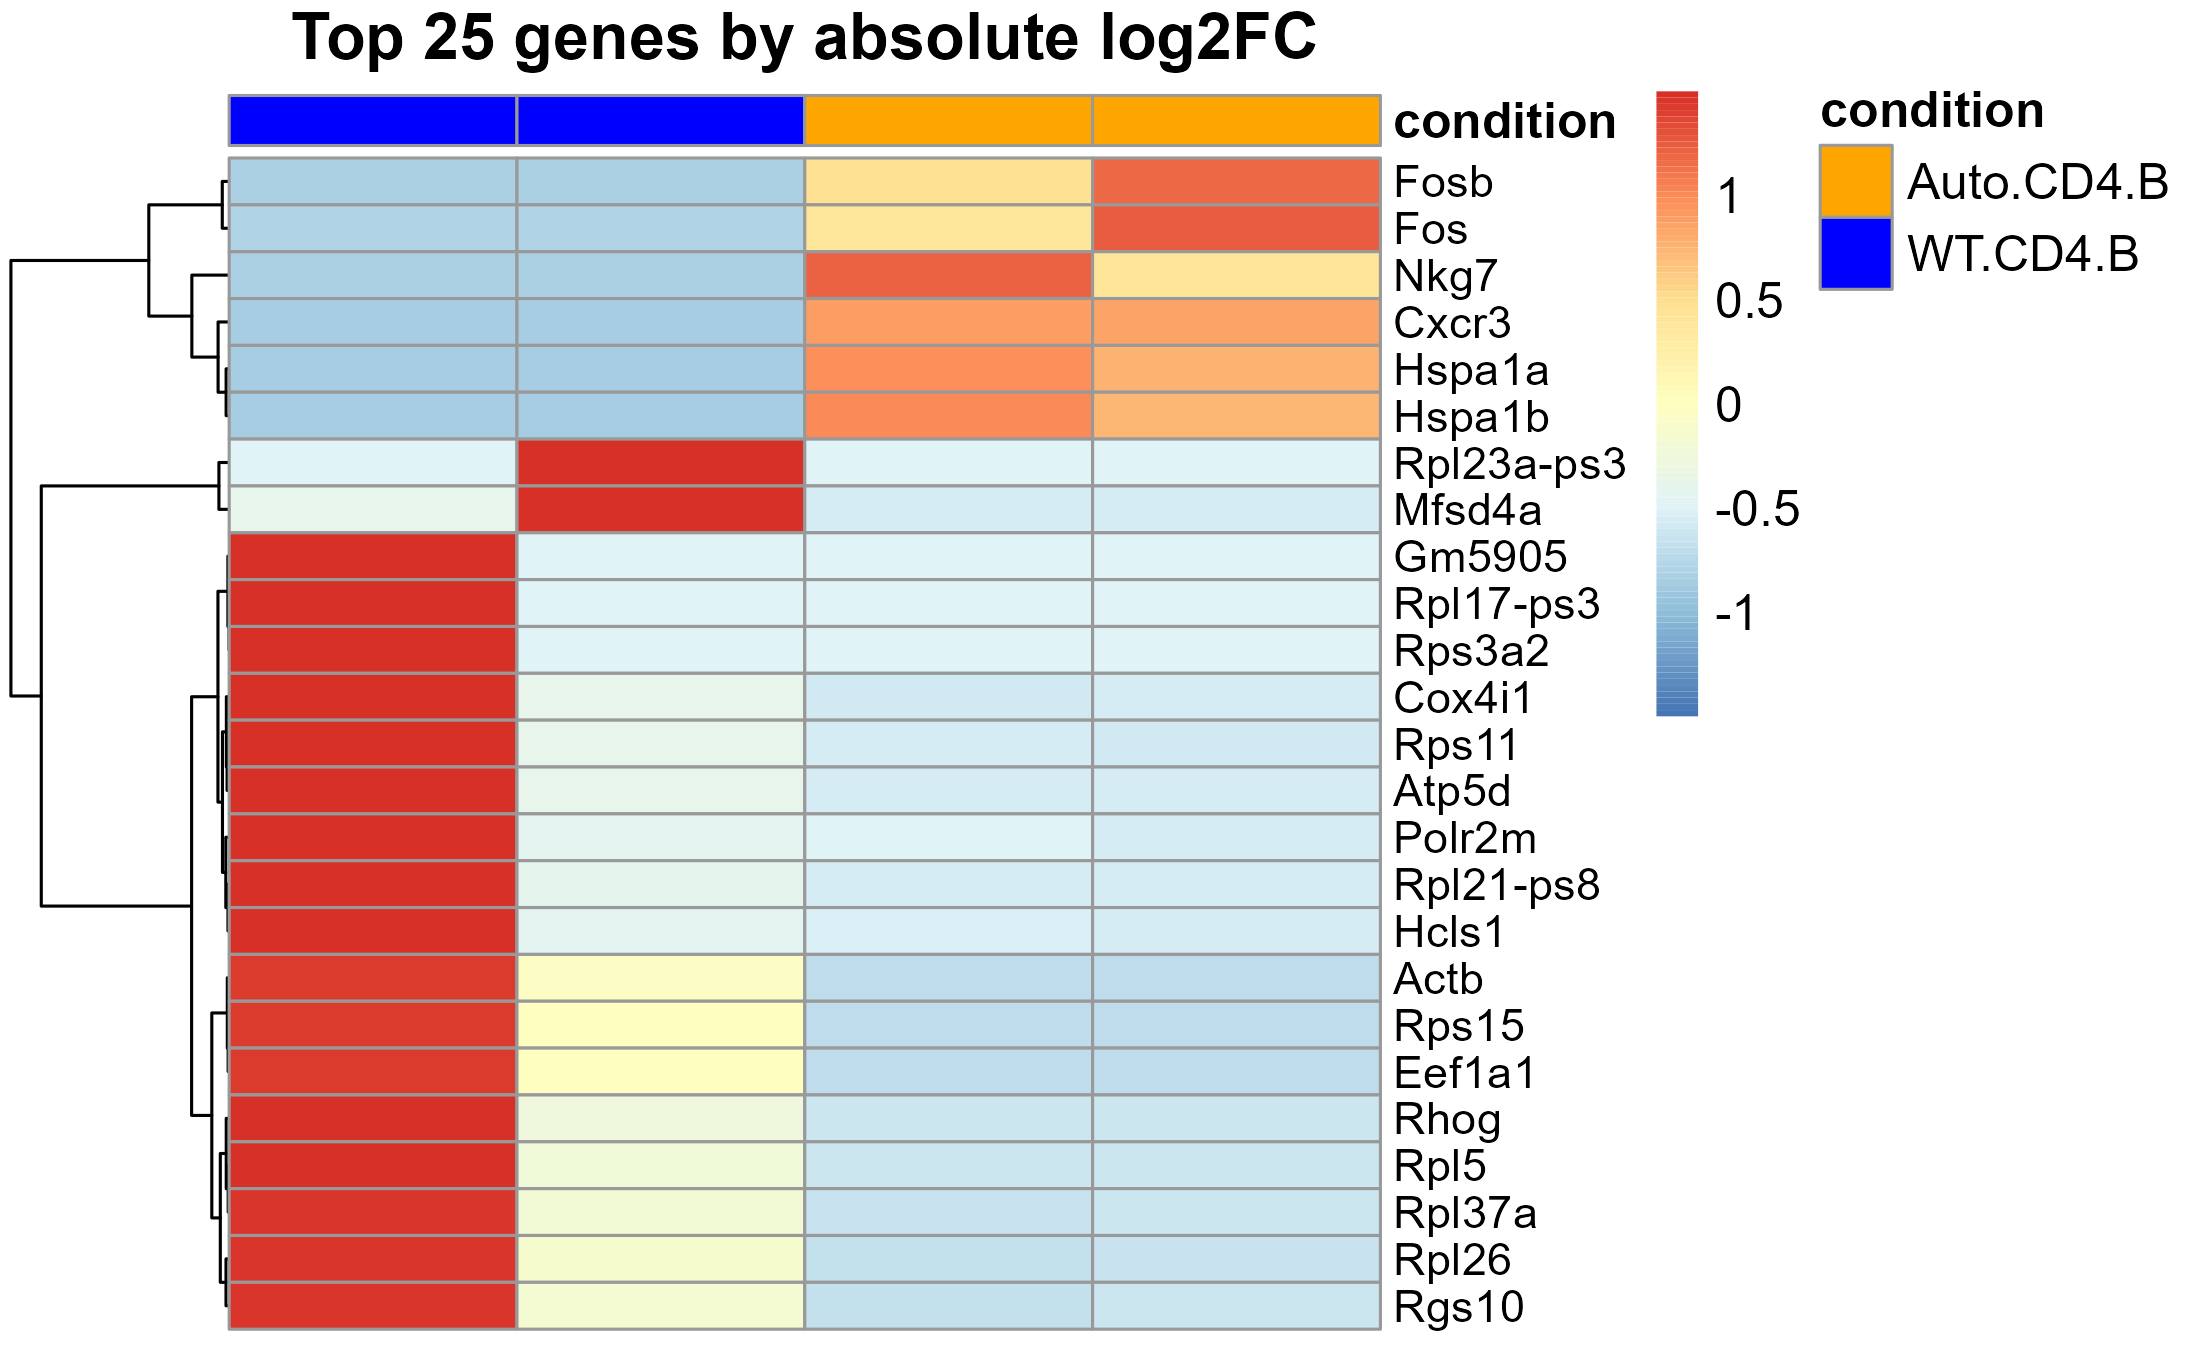 Top 25 genes by absolute log2FC
condition
Fosb
Fos
Nkg7
Cxcr3
Hspa1a
Hspa1b
Rpl23a-ps3
Mfsd4a
Gm5905
Rpl17-ps3
Rps3a2
Cox4i1
Rps11
Atp5d
Polr2m
Rpl21-ps8
Hcls1
Actb
Rps15
Eef1a1
Rhog
Rpl5
Rpl37a
Rpl26
Rgs10
1
0.5
0
-0.5
-1
condition
Auto.CD4.B
WT.CD4.B